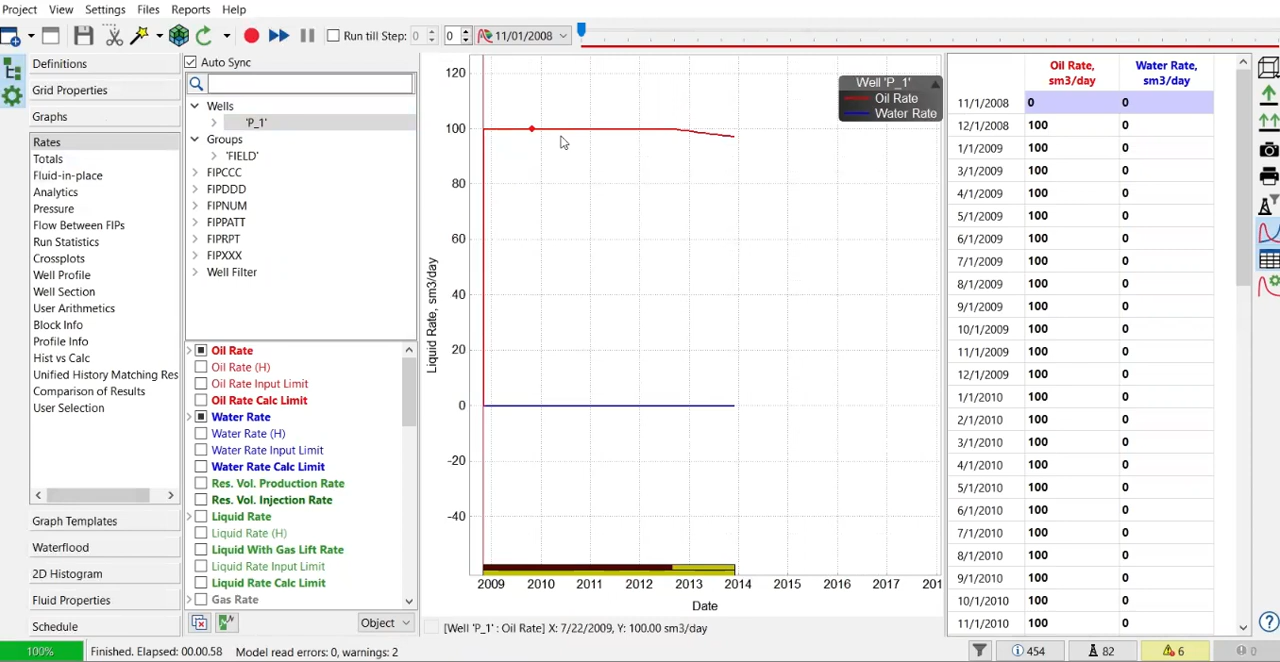 Project View Settings Files Reports Help
Run till Step: 0 0 11/01/2008
Definitions
Grid Properties
Graphs
Rates
Totals
Fluid-in-place
Analytics
Pressure
Flow Between FIPs
Run Statistics
Crossplots
Well Profile
Well Section
User Arithmetics
Block Info
Profile Info
Hist vs Calc
Unified History Matching Res
Comparison of Results
User Selection
Graph Templates
Waterflood
2D Histogram
Fluid Properties
Schedule
Auto Sync
Wells
'P_1'
Groups
'FIELD'
FIPCCC
FIPDDD
FIPNUM
FIPPATT
FIPRPT
FIPXXX
Well Filter
Oil Rate
Oil Rate (H)
Oil Rate Input Limit
Oil Rate Calc Limit
Water Rate
Water Rate (H)
Water Rate Input Limit
Water Rate Calc Limit
Res. Vol. Production Rate
Res. Vol. Injection Rate
Liquid Rate
Liquid Rate (H)
Liquid With Gas Lift Rate
Liquid Rate Input Limit
Liquid Rate Calc Limit
Gas Rate
Object
Liquid Rate, sm3/day
120
100
80
60
40
20
0
-20
-40
Well 'P_1'
Oil Rate
Water Rate
2009 2010 2011 2012 2013 2014 2015 2016 2017 201
Date
[Well 'P_1' : Oil Rate] X: 7/22/2009, Y: 100.00 sm3/day
Oil Rate, Water Rate,
sm3/day sm3/day
11/1/2008 0 0
12/1/2008 100 0
1/1/2009 100 0
3/1/2009 100 0
4/1/2009 100 0
5/1/2009 100 0
6/1/2009 100 0
7/1/2009 100 0
8/1/2009 100 0
9/1/2009 100 0
10/1/2009 100 0
11/1/2009 100 0
12/1/2009 100 0
1/1/2010 100 0
2/1/2010 100 0
3/1/2010 100 0
4/1/2010 100 0
5/1/2010 100 0
6/1/2010 100 0
7/1/2010 100 0
8/1/2010 100 0
9/1/2010 100 0
10/1/2010 100 0
11/1/2010 100 0
100% Finished. Elapsed: 00.00.58 Model read errors: 0, warnings: 2
454 82 6 0